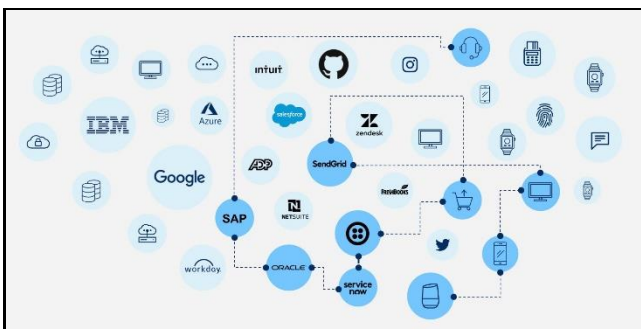 intuit
IBM
Azure
salesforce
zendesk
Google
ADP
SendGrid
FRESHBOOKS
SAP
N
NETSUITE
workday.
ORACLE
service
now